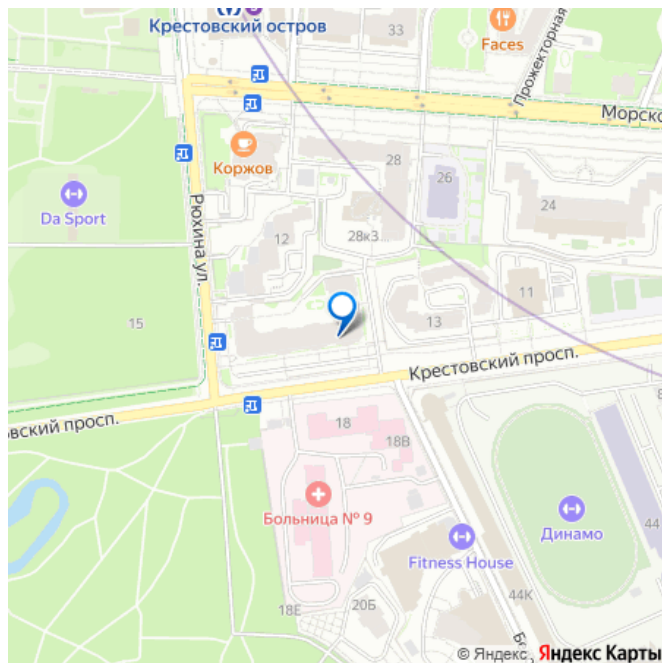 Крестовский остров
33
Faces
Прожекторная
Морско
Коржов
28
26
Da Sport
24
Рюхина ул.
12
28к3...
11
15
13
Крестовский просп.
овский просп.
18
18В
Больница № 9
44
Динамо
Fitness House
44К
20Б
18Е
© Яндекс Яндекс Карты